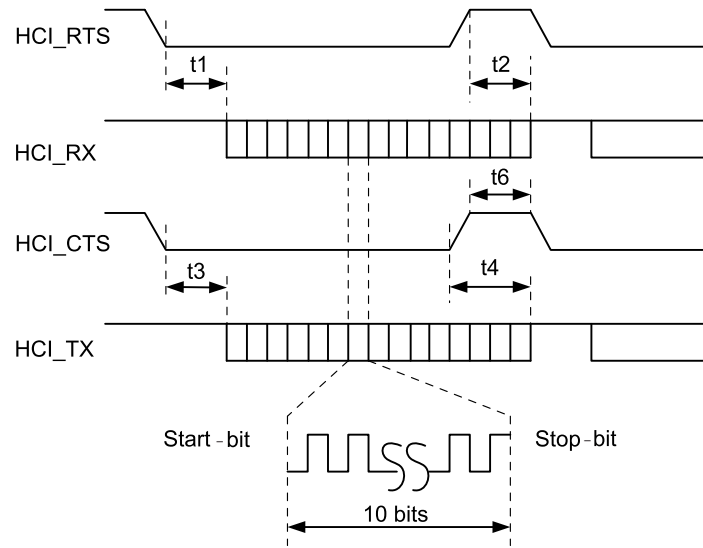 HCI_RTS
t1
t2
HCI_RX
t6
HCI_CTS
t3
t4
HCI_TX
Start-bit
Stop-bit
10 bits